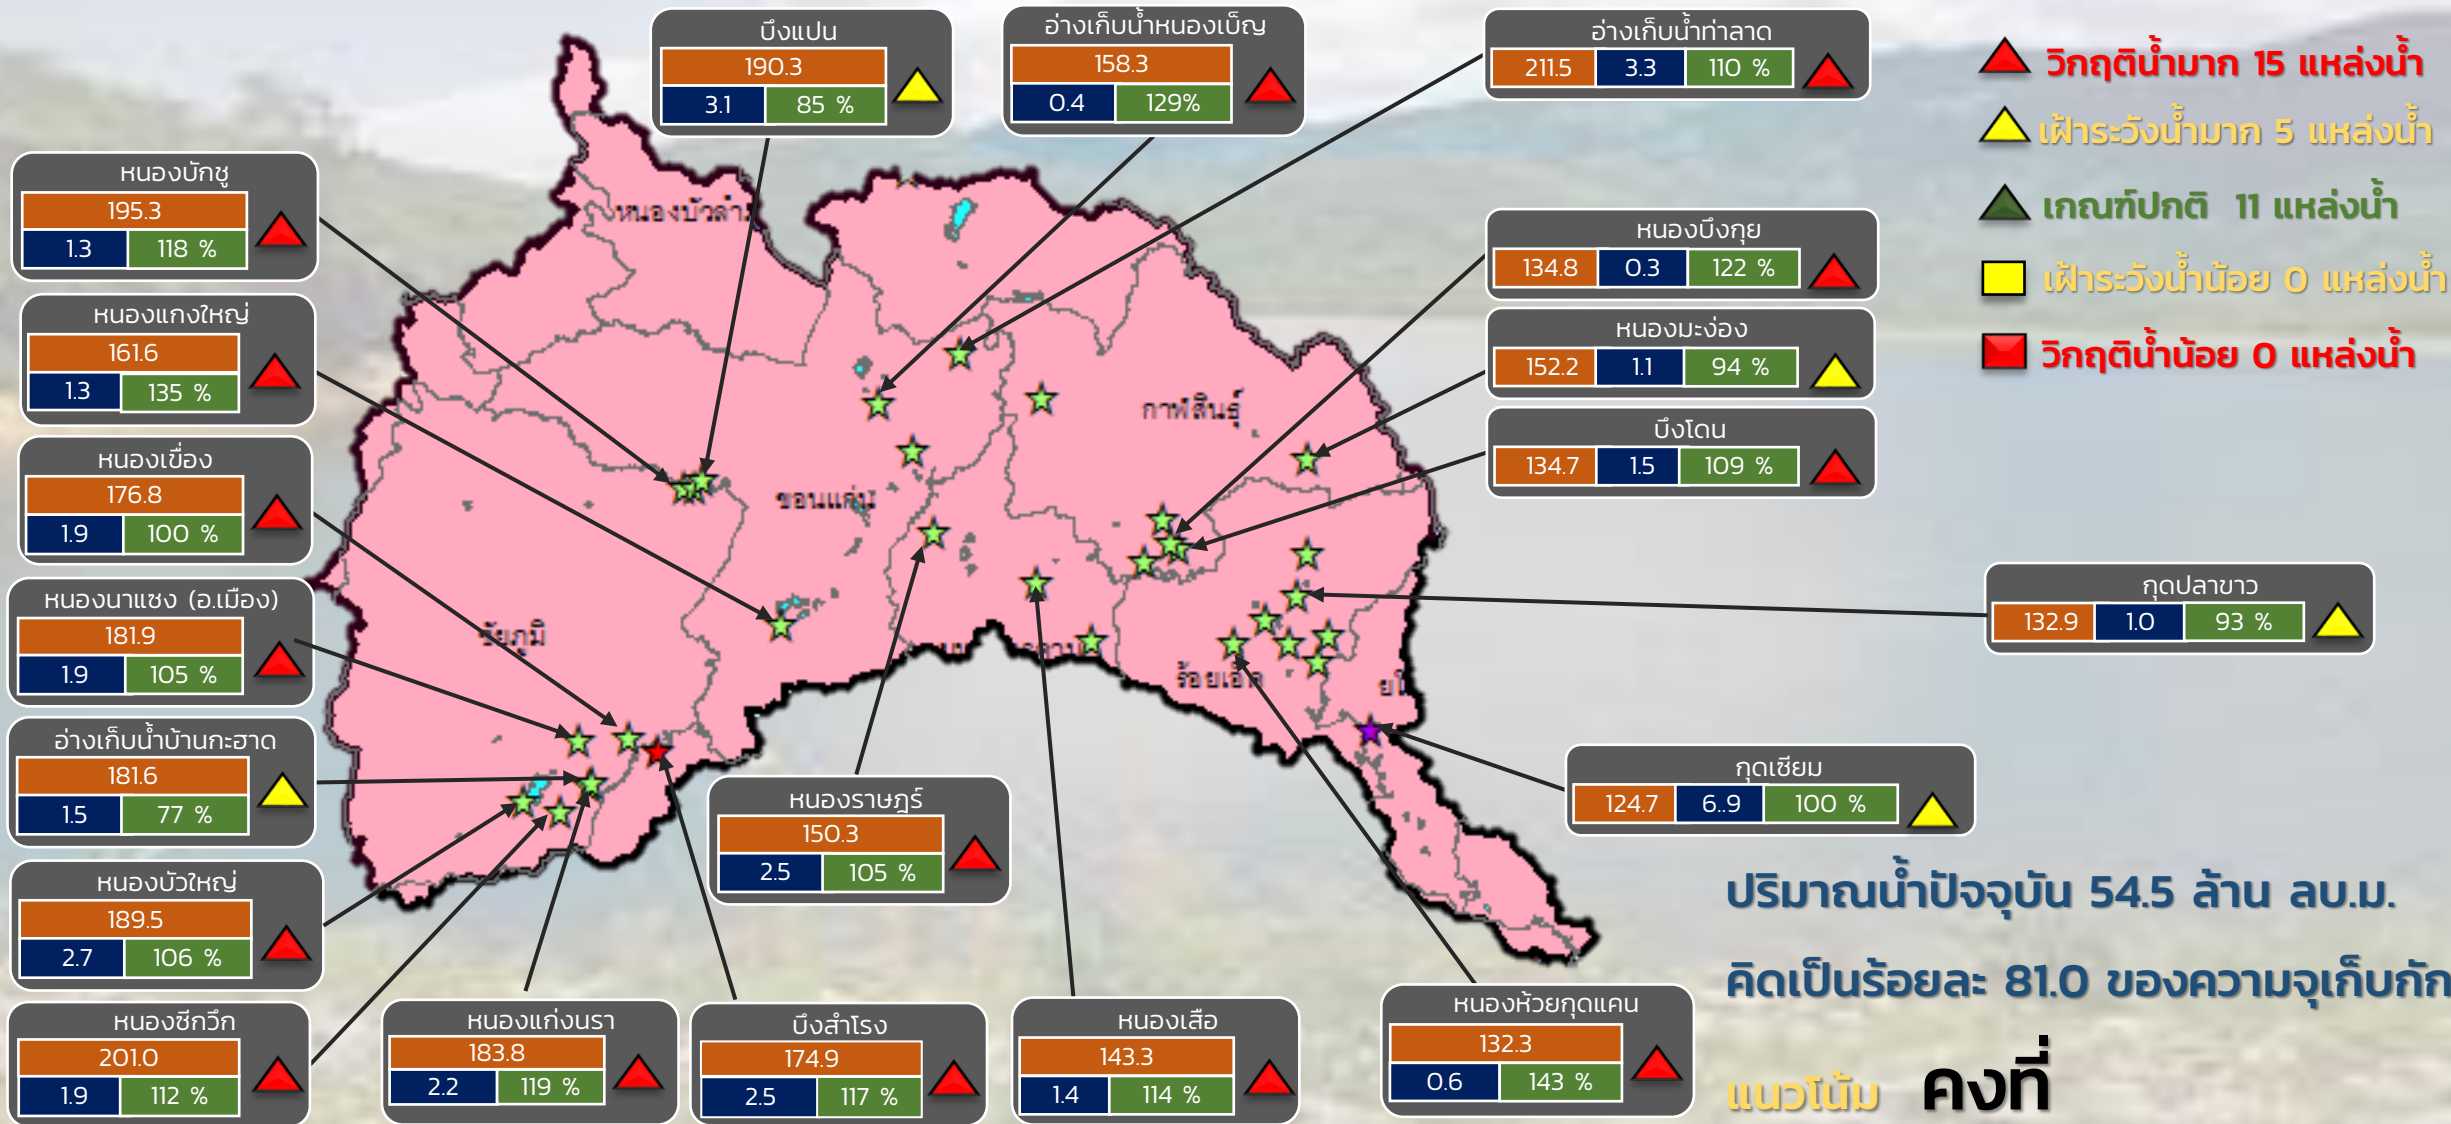 บึงแปน
190.3
3.1 85 %
อ่างเก็บน้ำหนองเบ็ญ
158.3
0.4 129%
อ่างเก็บน้ำท่าลาด
211.5 3.3 110 %
วิกฤติน้ำมาก 15 แหล่งน้ำ
เฝ้าระวังน้ำมาก 5 แหล่งน้ำ
เกณฑ์ปกติ 11 แหล่งน้ำ
เฝ้าระวังน้ำน้อย 0 แหล่งน้ำ
วิกฤติน้ำน้อย 0 แหล่งน้ำ
หนองบักชู
195.3
1.3 118 %
หนองแกงใหญ่
161.6
1.3 135 %
หนองเขื่อง
176.8
1.9 100 %
หนองนาแซง (อ.เมือง)
181.9
1.9 105 %
อ่างเก็บน้ำบ้านกะฮาด
181.6
1.5 77 %
หนองบัวใหญ่
189.5
2.7 106 %
หนองซีกวึก
201.0
1.9 112 %
หนองบึงกุย
134.8 0.3 122 %
หนองมะง่อง
152.2 1.1 94 %
บึงโดน
134.7 1.5 109 %
กุดปลาขาว
132.9 1.0 93 %
กุดเชียม
124.7 6..9 100 %
หนองราษฎร์
150.3
2.5 105 %
หนองแก่งนรา
183.8
2.2 119 %
บึงสำโรง
174.9
2.5 117 %
หนองเสือ
143.3
1.4 114 %
หนองห้วยกุดแคน
132.3
0.6 143 %
หนองบัวลำ
กาฬสินธุ์
ขอนแก่น
ชัยภูมิ
ร้อยเอ็ด
ปริมาณน้ำปัจจุบัน 54.5 ล้าน ลบ.ม.
คิดเป็นร้อยละ 81.0 ของความจุเก็บกัก
แนวโน้ม คงที่